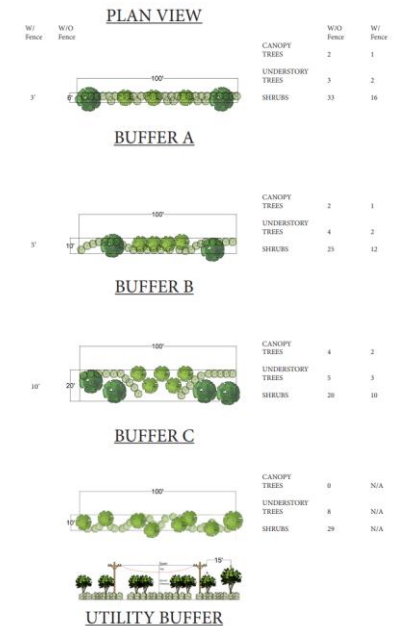 PLAN VIEW
W/ Fence
W/O Fence
W/O Fence
W/ Fence
CANOPY TREES 2 1
UNDERSTORY TREES 3 2
SHRUBS 33 16
100'
3'
6'
BUFFER A
CANOPY TREES 2 1
UNDERSTORY TREES 4 2
SHRUBS 25 12
100'
5'
10'
BUFFER B
CANOPY TREES 4 2
UNDERSTORY TREES 5 3
SHRUBS 20 10
100'
10'
20'
BUFFER C
CANOPY TREES 0 N/A
UNDERSTORY TREES 8 N/A
SHRUBS 29 N/A
100'
10'
15'
UTILITY BUFFER